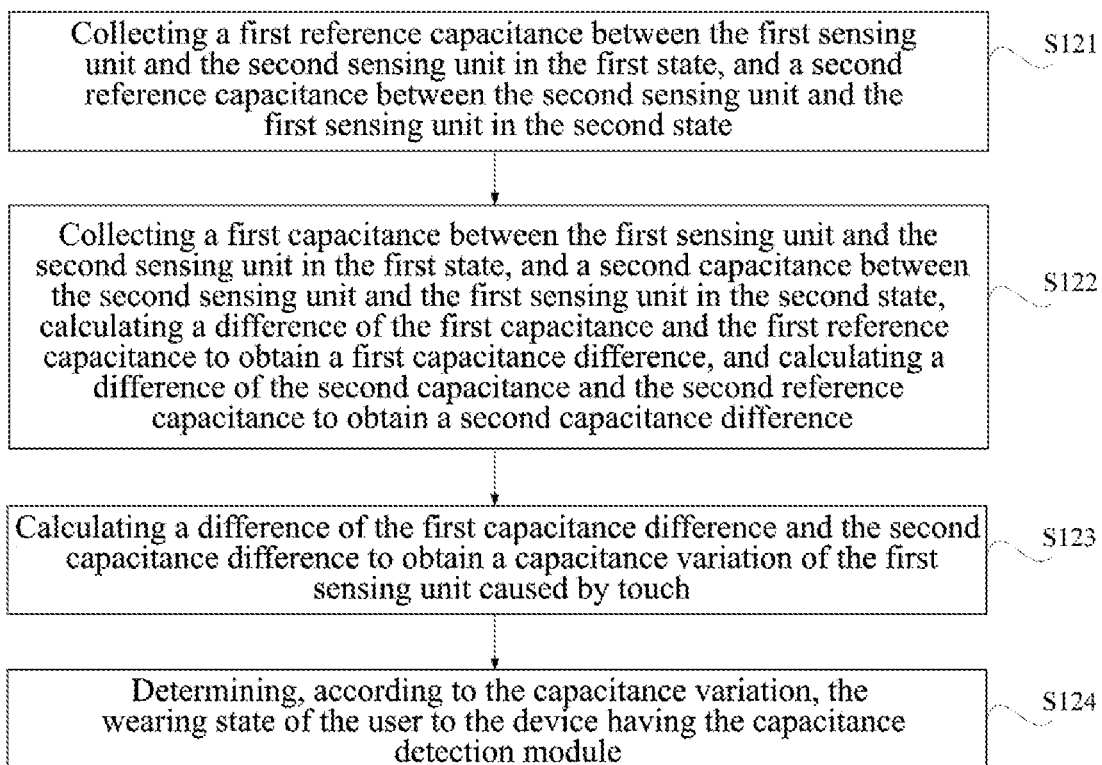 Collecting a first reference capacitance between the first sensing
unit and the second sensing unit in the first state, and a second
reference capacitance between the second sensing unit and the
first sensing unit in the second state
S121
Collecting a first capacitance between the first sensing unit and the
second sensing unit in the first state, and a second capacitance between
the second sensing unit and the first sensing unit in the second state,
calculating a difference of the first capacitance and the first reference
capacitance to obtain a first capacitance difference, and calculating a
difference of the second capacitance and the second reference
capacitance to obtain a second capacitance difference
S122
Calculating a difference of the first capacitance difference and the second
capacitance difference to obtain a capacitance variation of the first
sensing unit caused by touch
S123
Determining, according to the capacitance variation, the
wearing state of the user to the device having the capacitance
detection module
S124